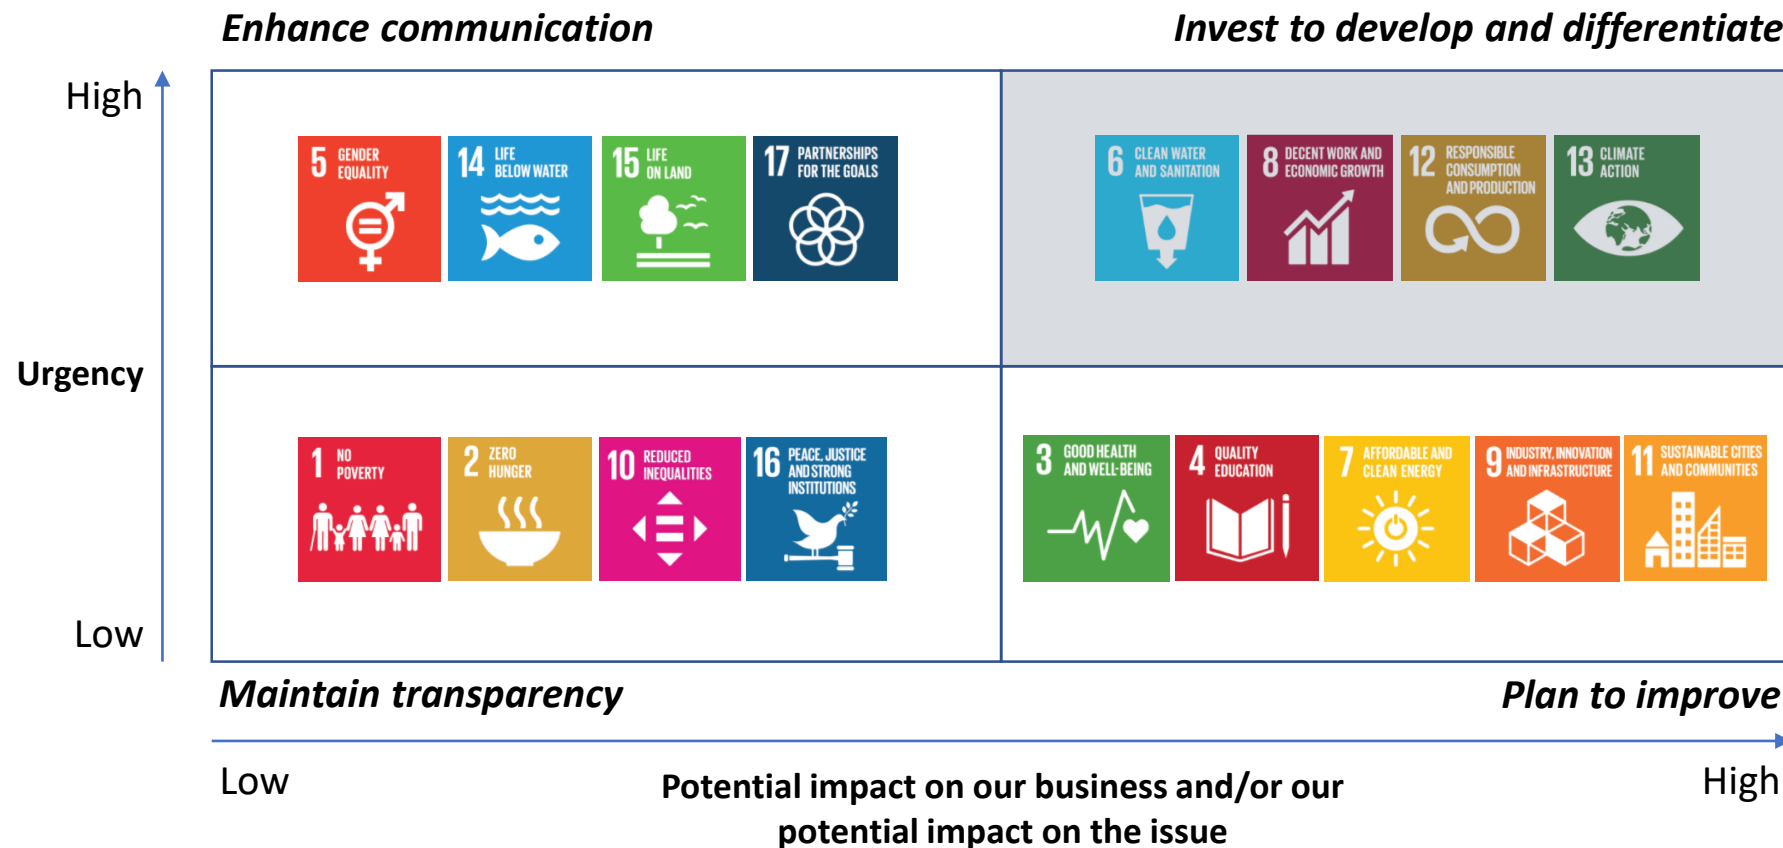 Enhance communication
Invest to develop and differentiate
High
5 GENDER
EQUALITY
14 LIFE
BELOW WATER
15 LIFE
ON LAND
17 PARTNERSHIPS
FOR THE GOALS
6 CLEAN WATER
AND SANITATION
8 DECENT WORK AND
ECONOMIC GROWTH
12 RESPONSIBLE
CONSUMPTION
AND PRODUCTION
13 CLIMATE
ACTION
Urgency
1 NO
POVERTY
2 ZERO
HUNGER
10 REDUCED
INEQUALITIES
16 PEACE, JUSTICE
AND STRONG
INSTITUTIONS
3 GOOD HEALTH
AND WELL-BEING
4 QUALITY
EDUCATION
7 AFFORDABLE AND
CLEAN ENERGY
9 INDUSTRY, INNOVATION
AND INFRASTRUCTURE
11 SUSTAINABLE CITIES
AND COMMUNITIES
Low
Maintain transparency
Plan to improve
Low
Potential impact on our business and/or our
potential impact on the issue
High